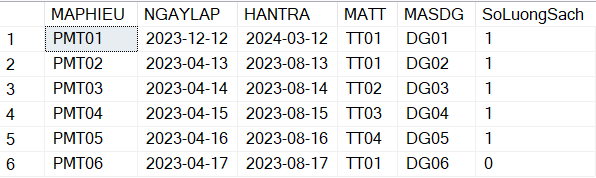 MAPHIEU NGAYLAP HANTRA MATT MASDG SoLuongSach
1 PMT01 2023-12-12 2024-03-12 TT01 DG01 1
2 PMT02 2023-04-13 2023-08-13 TT01 DG02 1
3 PMT03 2023-04-14 2023-08-14 TT02 DG03 1
4 PMT04 2023-04-15 2023-08-15 TT03 DG04 1
5 PMT05 2023-04-16 2023-08-16 TT04 DG05 1
6 PMT06 2023-04-17 2023-08-17 TT01 DG06 0